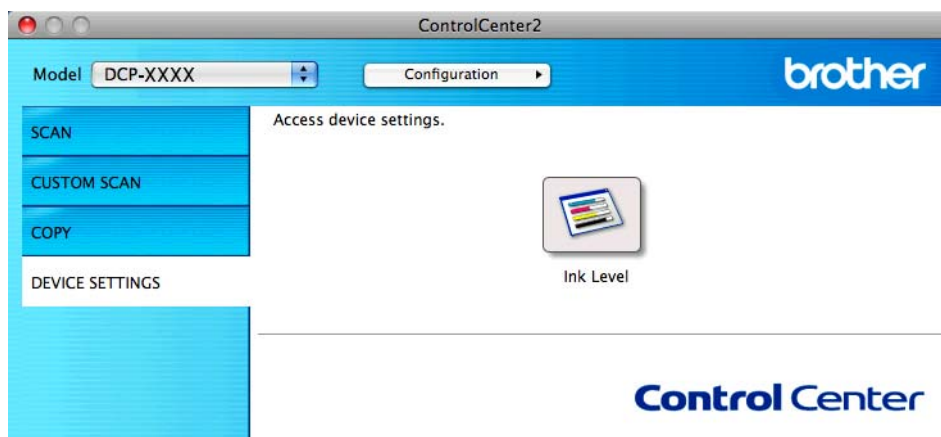 ControlCenter2
Model DCP-XXXX Configuration brother
SCAN
Access device settings.
CUSTOM SCAN
COPY
DEVICE SETTINGS
Ink Level
Control Center